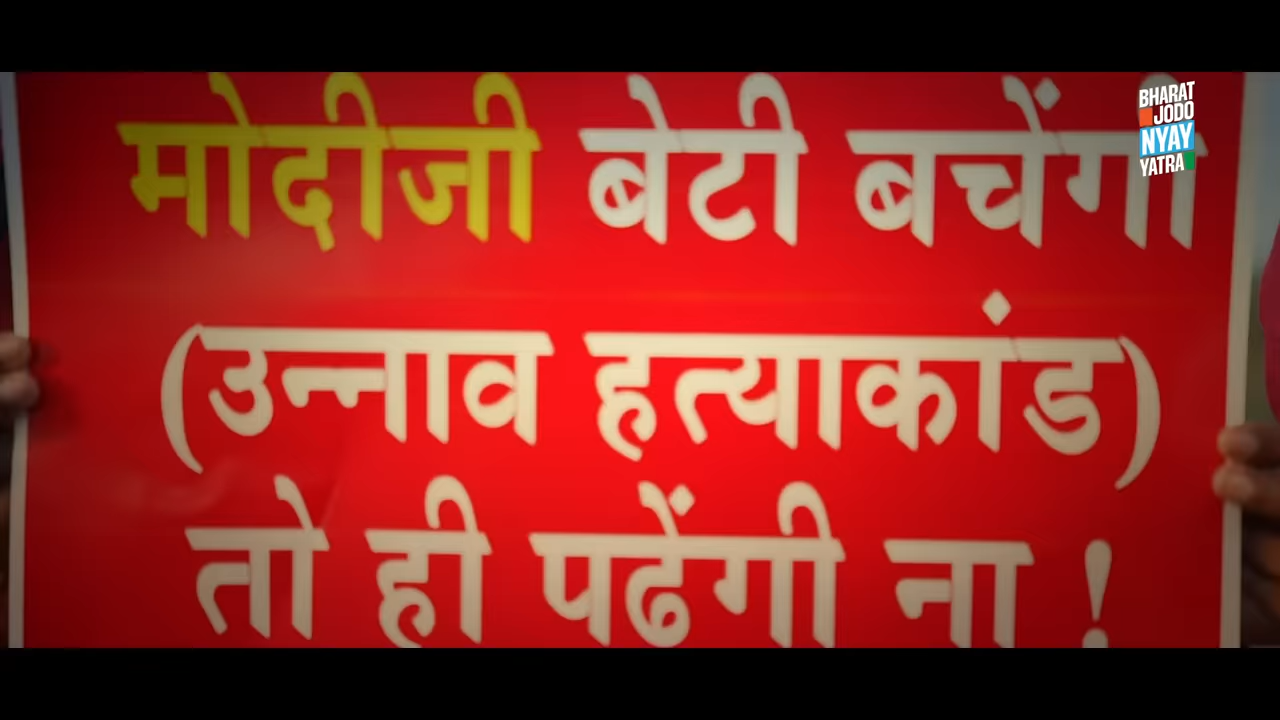 मोदीजी बेटी बचेंगी
(उन्नाव हत्याकांड)
तो ही पढेंगी ना !
BHARAT
JODO
NYAY
YATRA